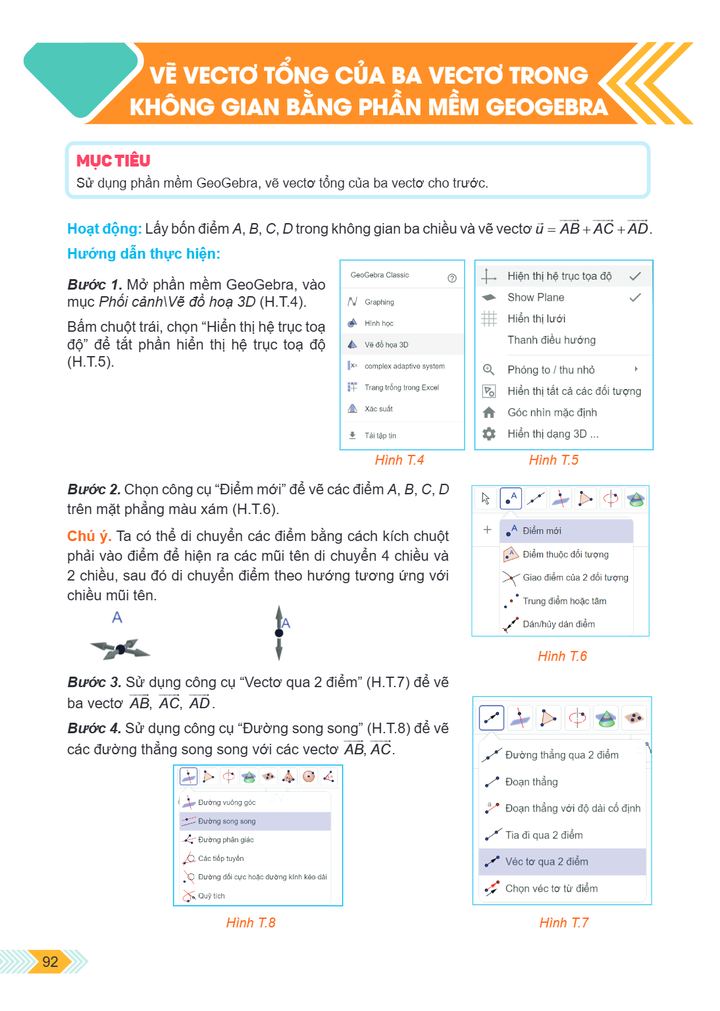 VẼ VECTƠ TỔNG CỦA BA VECTƠ TRONG
KHÔNG GIAN BẰNG PHẦN MỀM GEOGEBRA
MỤC TIÊU
Sử dụng phần mềm GeoGebra, vẽ vectơ tổng của ba vectơ cho trước.
Hoạt động: Lấy bốn điểm A, B, C, D trong không gian ba chiều và vẽ vectơ u⃗ = A͞B⃗ + A͞C⃗ + A͞D⃗.
Hướng dẫn thực hiện:
Bước 1. Mở phần mềm GeoGebra, vào
mục Phối cảnh\Vẽ đồ hoạ 3D (H.T.4).
Bấm chuột trái, chọn “Hiển thị hệ trục toạ
độ” để tắt phần hiển thị hệ trục toạ độ
(H.T.5).
GeoGebra Classic
Graphing
Hình học
Vẽ đồ họa 3D
complex adaptive system
Trang trống trong Excel
Xác suất
Tải tập tin
Hình T.4
Hiện thị hệ trục tọa độ
Show Plane
Hiển thị lưới
Thanh điều hướng
Phóng to / thu nhỏ
Hiển thị tất cả các đối tượng
Góc nhìn mặc định
Hiển thị dạng 3D ...
Hình T.5
Bước 2. Chọn công cụ “Điểm mới” để vẽ các điểm A, B, C, D
trên mặt phẳng màu xám (H.T.6).
Chú ý. Ta có thể di chuyển các điểm bằng cách kích chuột
phải vào điểm để hiện ra các mũi tên di chuyển 4 chiều và
2 chiều, sau đó di chuyển điểm theo hướng tương ứng với
chiều mũi tên.
A
A
A
Điểm mới
Điểm thuộc đối tượng
Giao điểm của 2 đối tượng
Trung điểm hoặc tâm
Dán/hủy dán điểm
Hình T.6
Bước 3. Sử dụng công cụ “Vectơ qua 2 điểm” (H.T.7) để vẽ
ba vectơ A͞B⃗, A͞C⃗, A͞D⃗.
Bước 4. Sử dụng công cụ “Đường song song” (H.T.8) để vẽ
các đường thẳng song song với các vectơ A͞B⃗, A͞C⃗.
Đường vuông góc
Đường song song
Đường phân giác
Các tiếp tuyến
Đường đối cực hoặc đường kính kéo dài
Quỹ tích
Hình T.8
Đường thẳng qua 2 điểm
Đoạn thẳng
Đoạn thẳng với độ dài cố định
Tia đi qua 2 điểm
Véc tơ qua 2 điểm
Chọn véc tơ từ điểm
Hình T.7
92